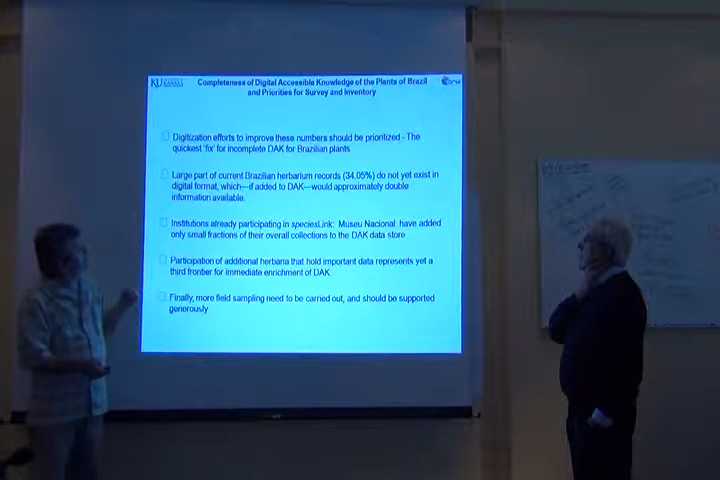 KU KANSAS
Completeness of Digital Accessible Knowledge of the Plants of Brazil
and Priorities for Survey and Inventory
Digitization efforts to improve these numbers should be prioritized - The
quickest 'fix' for incomplete DAK for Brazilian plants
Large part of current Brazilian herbarium records (34.05%) do not yet exist in
digital format, which—if added to DAK—would approximately double
information available.
Institutions already participating in speciesLink: Museu Nacional have added
only small fractions of their overall collections to the DAK data store
Participation of additional herbaria that hold important data represents yet a
third frontier for immediate enrichment of DAK.
Finally, more field sampling need to be carried out, and should be supported
generously